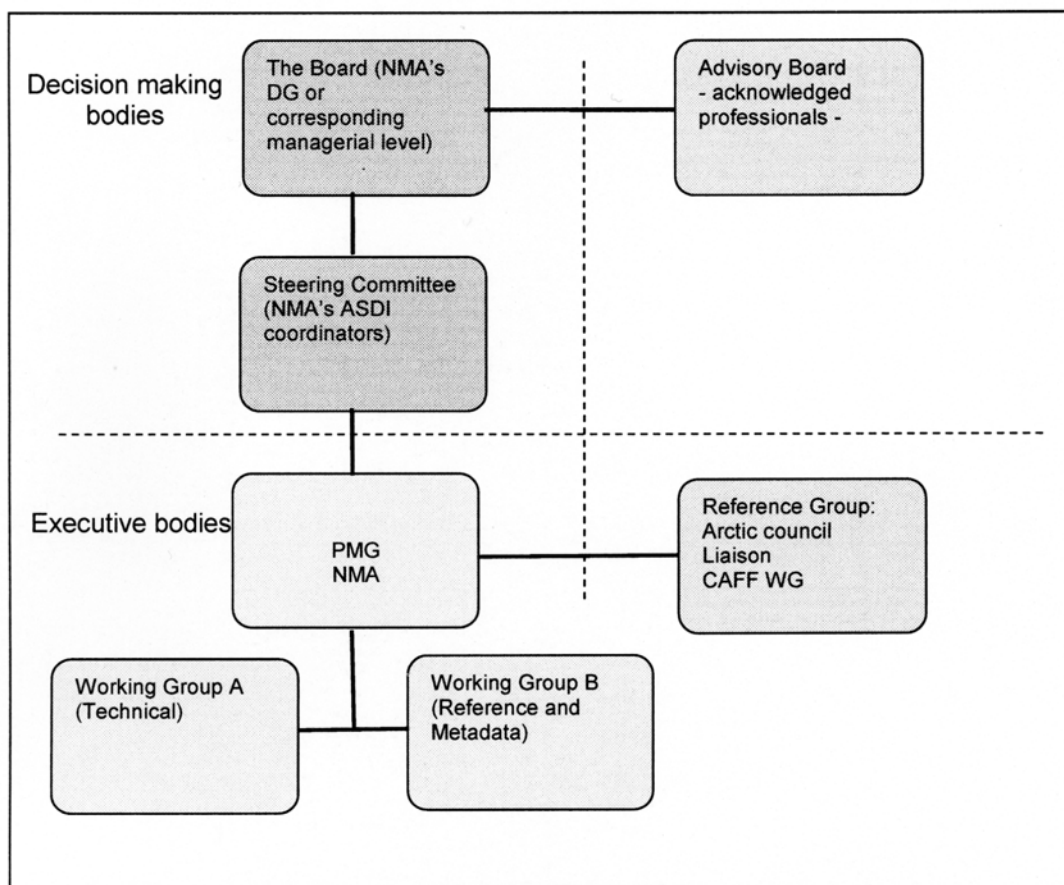 Decision making
bodies
The Board (NMA's
DG or
corresponding
managerial level)
Advisory Board
- acknowledged
professionals -
Steering Committee
(NMA's ASDI
coordinators)
Executive bodies
PMG
NMA
Reference Group:
Arctic council
Liaison
CAFF WG
Working Group A
(Technical)
Working Group B
(Reference and
Metadata)